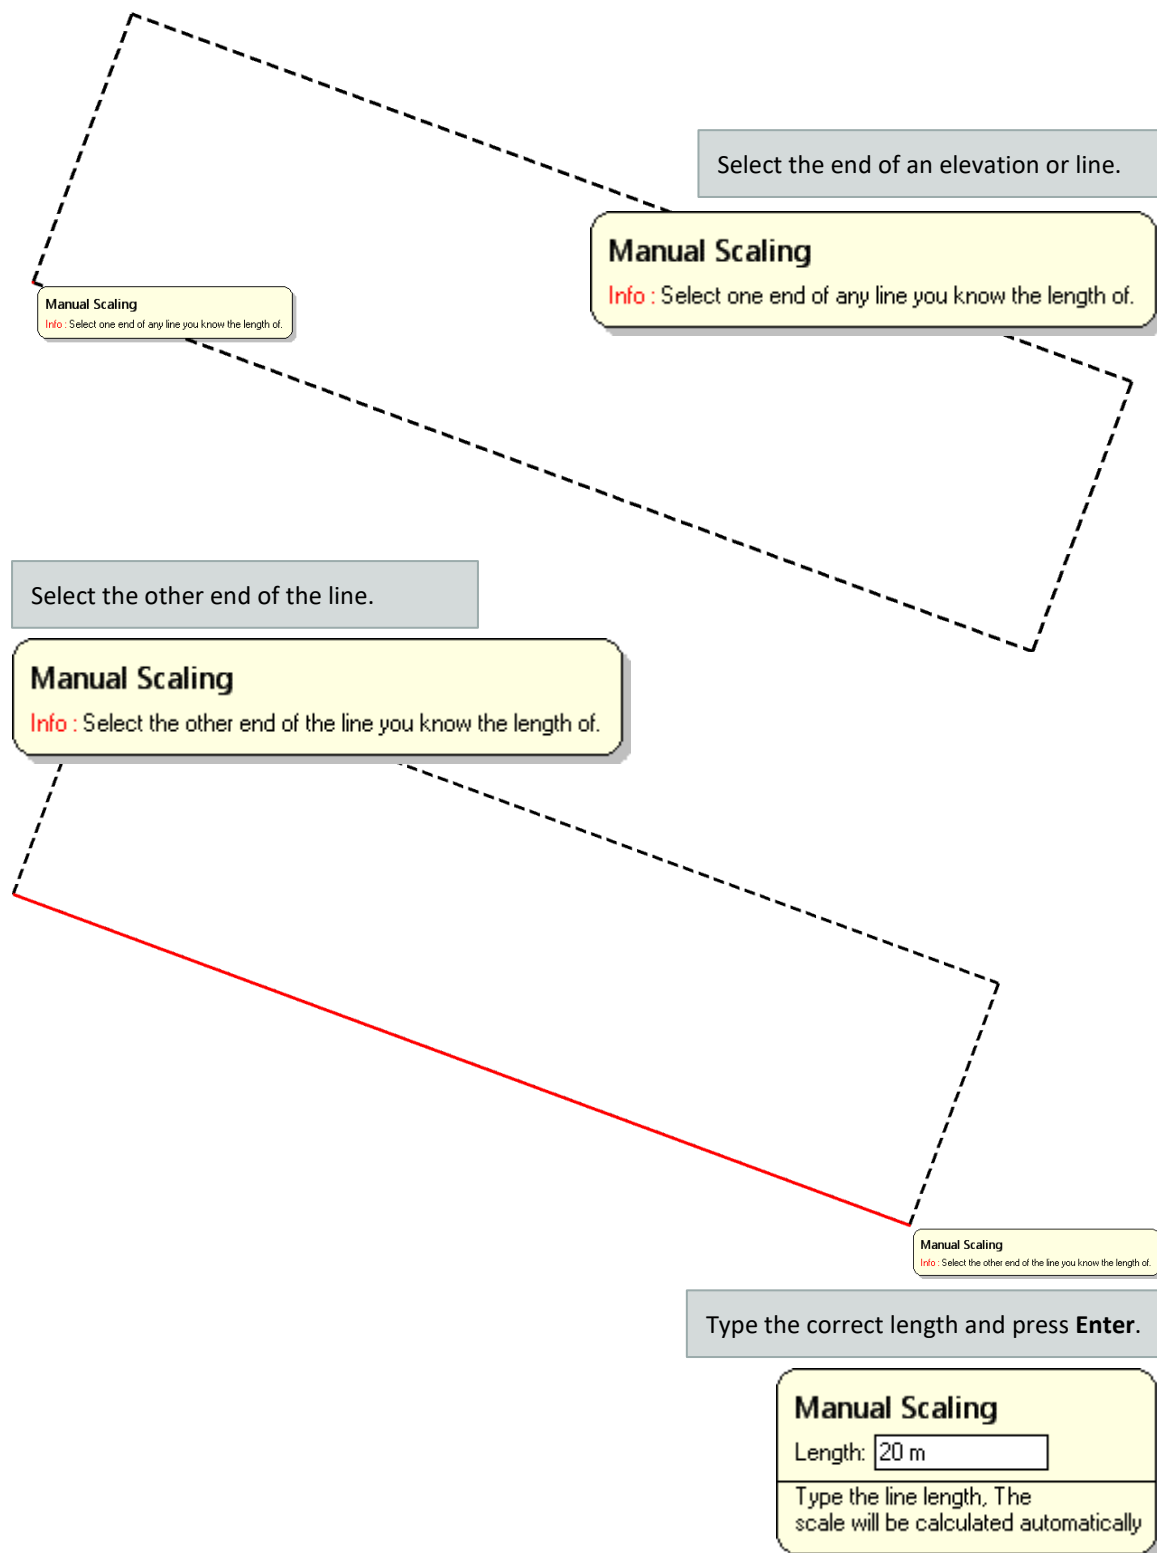 Select the end of an elevation or line.
Manual Scaling
Info : Select one end of any line you know the length of.
Manual Scaling
Info : Select one end of any line you know the length of.
Select the other end of the line.
Manual Scaling
Info : Select the other end of the line you know the length of.
Manual Scaling
Info : Select the other end of the line you know the length of.
Type the correct length and press Enter.
Manual Scaling
Length: 20 m
Type the line length, The
scale will be calculated automatically